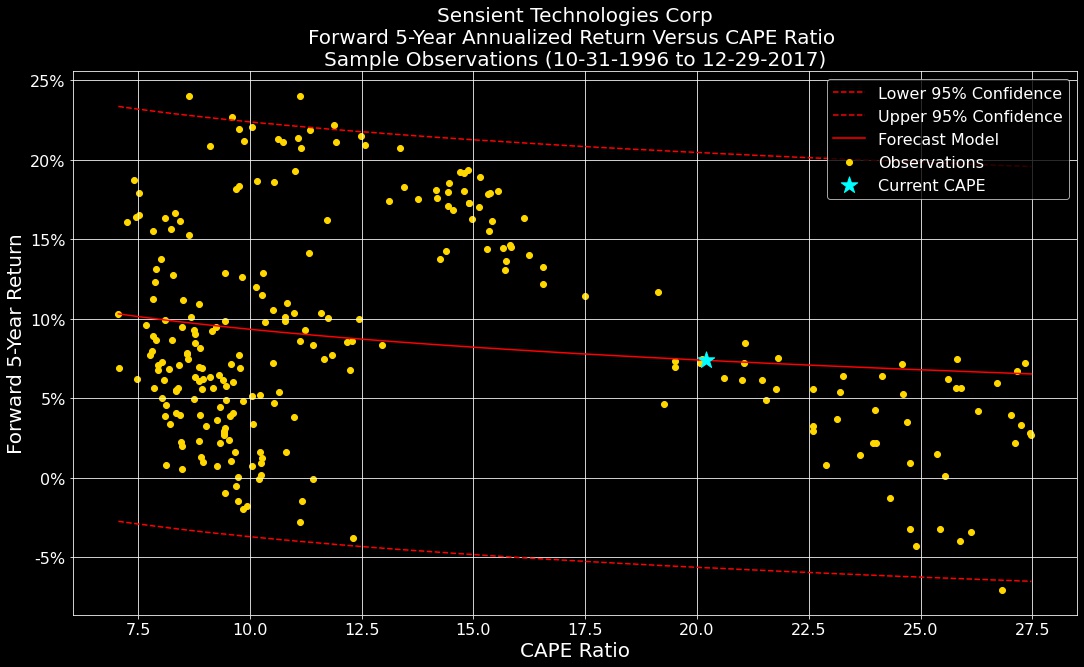 Sensient Technologies Corp
Forward 5-Year Annualized Return Versus CAPE Ratio
Sample Observations (10-31-1996 to 12-29-2017)
Lower 95% Confidence
Upper 95% Confidence
Forecast Model
Observations
Current CAPE
Forward 5-Year Return
25%
20%
15%
10%
5%
0%
-5%
7.5 10.0 12.5 15.0 17.5 20.0 22.5 25.0 27.5
CAPE Ratio